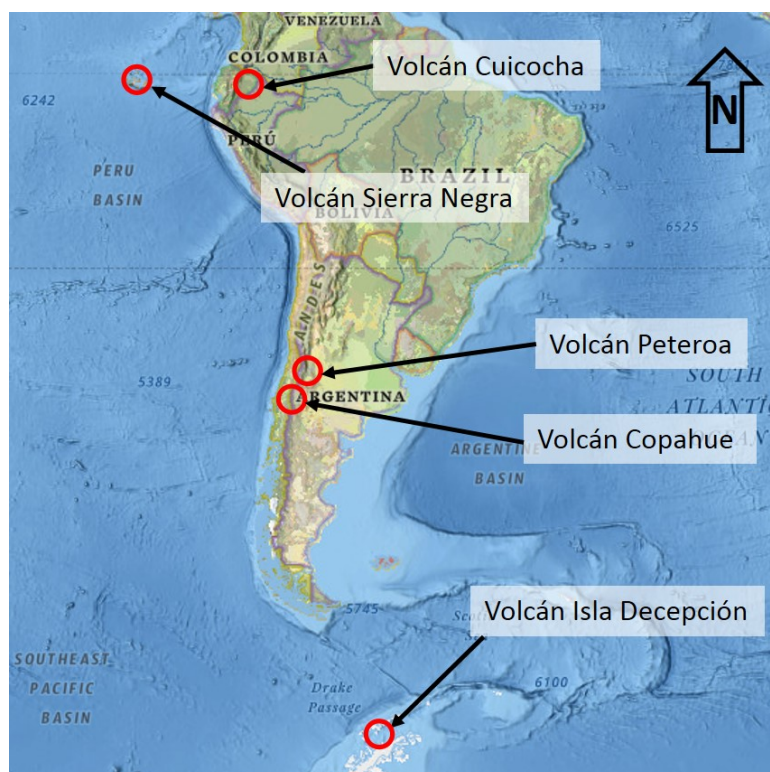 VENEZUELA
COLOMBIA
Volcán Cuicocha
6242
N
PERÚ
PERU
BASIN
BRAZIL
Volcán Sierra Negra
BOLIVIA
6525
ANDES
Volcán Peteroa
5389
SOUTH
ARGENTINA
ATLANTIC
Volcán Copahue
ARGENTINE
BASIN
Volcán Isla Decepción
5745
SOUTHEAST
PACIFIC
BASIN
Drake
Passage
6100